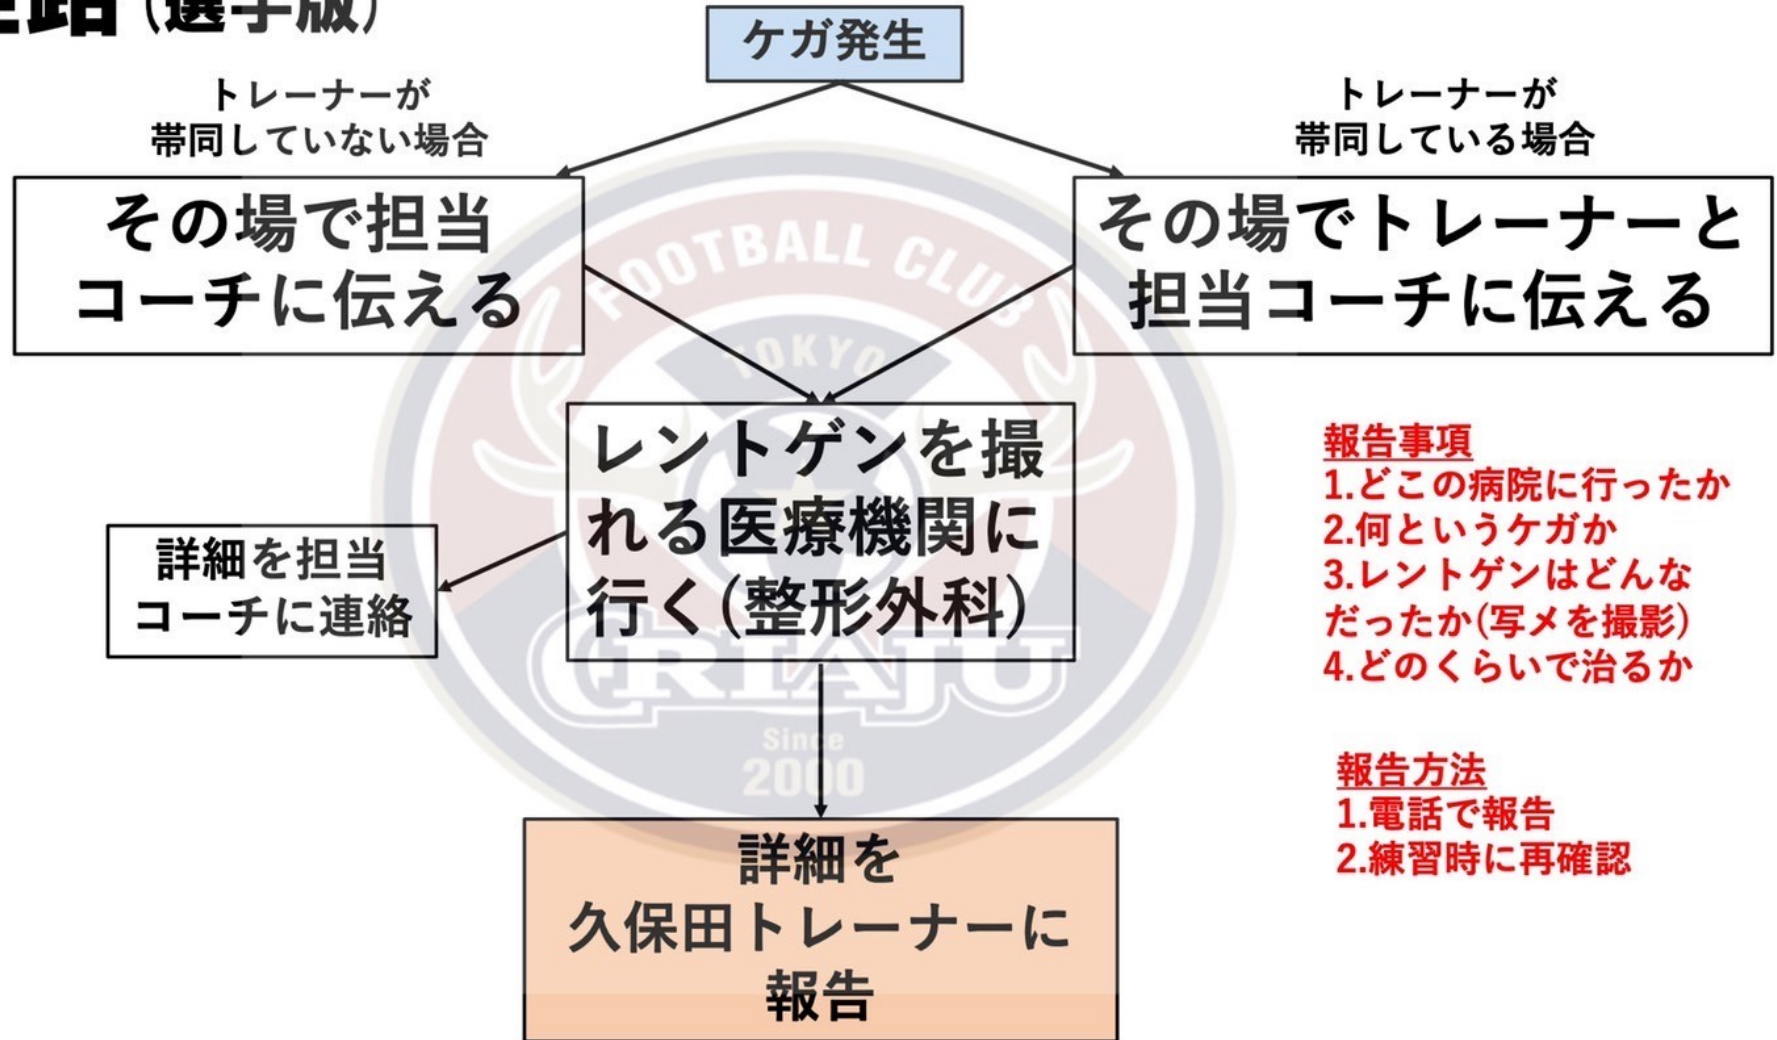 路(選手版)
ケガ発生
トレーナーが
帯同していない場合
トレーナーが
帯同している場合
その場で担当
コーチに伝える
その場でトレーナーと
担当コーチに伝える
FOOTBALL CLUB
TOKYO
レントゲンを撮
れる医療機関に
行く(整形外科)
詳細を担当
コーチに連絡
CRIAJU
Since
2000
詳細を
久保田トレーナーに
報告
報告事項
1.どこの病院に行ったか
2.何というケガか
3.レントゲンはどんな
だったか(写メを撮影)
4.どのくらいで治るか
報告方法
1.電話で報告
2.練習時に再確認